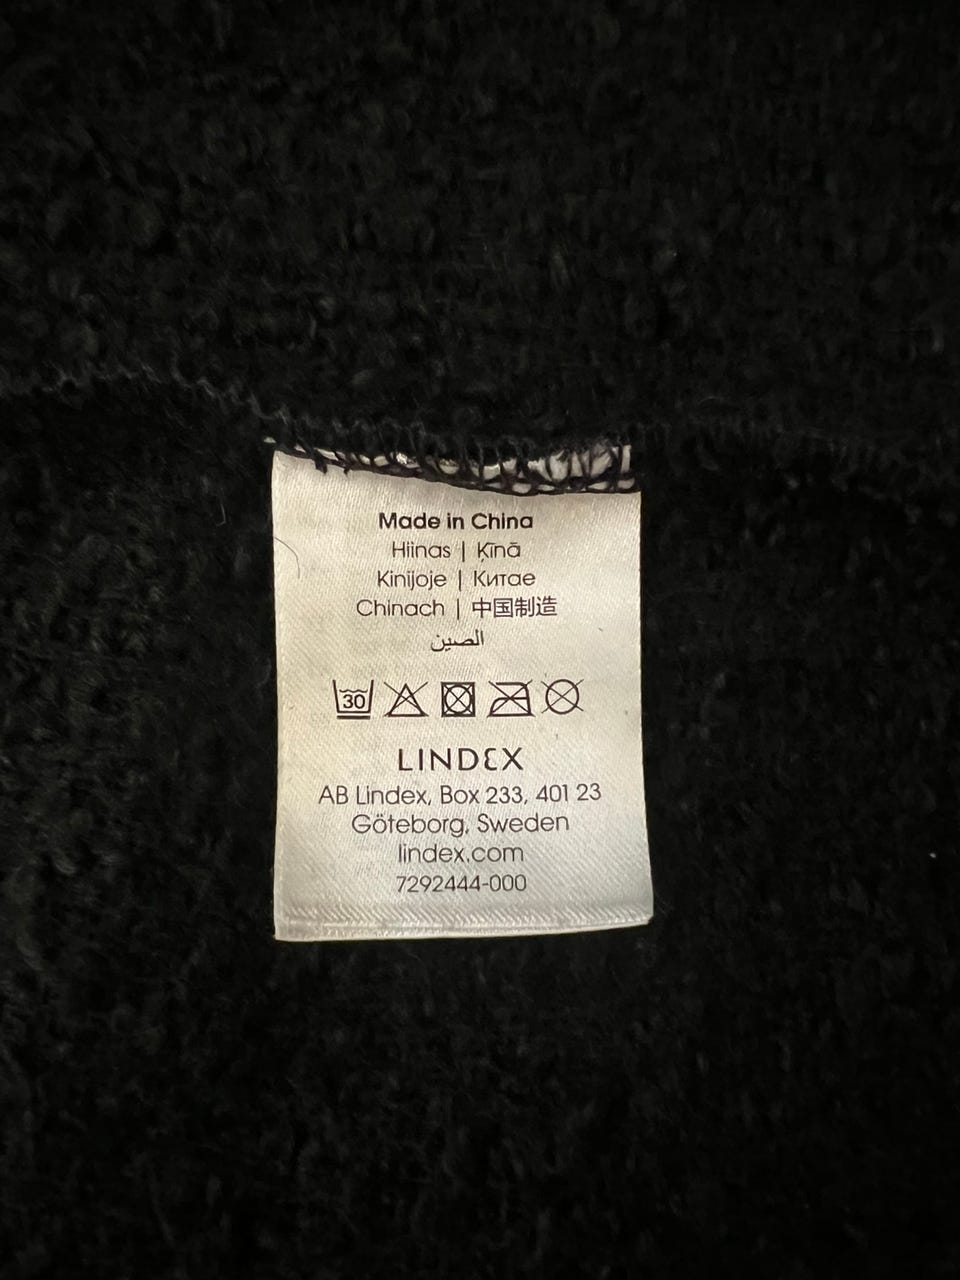 Made in China
Hiinas | Ķīnā
Kinijoje | Китае
Chinach | 中国制造
الصين
30
LINDEX
AB Lindex, Box 233, 401 23
Göteborg, Sweden
lindex.com
7292444-000